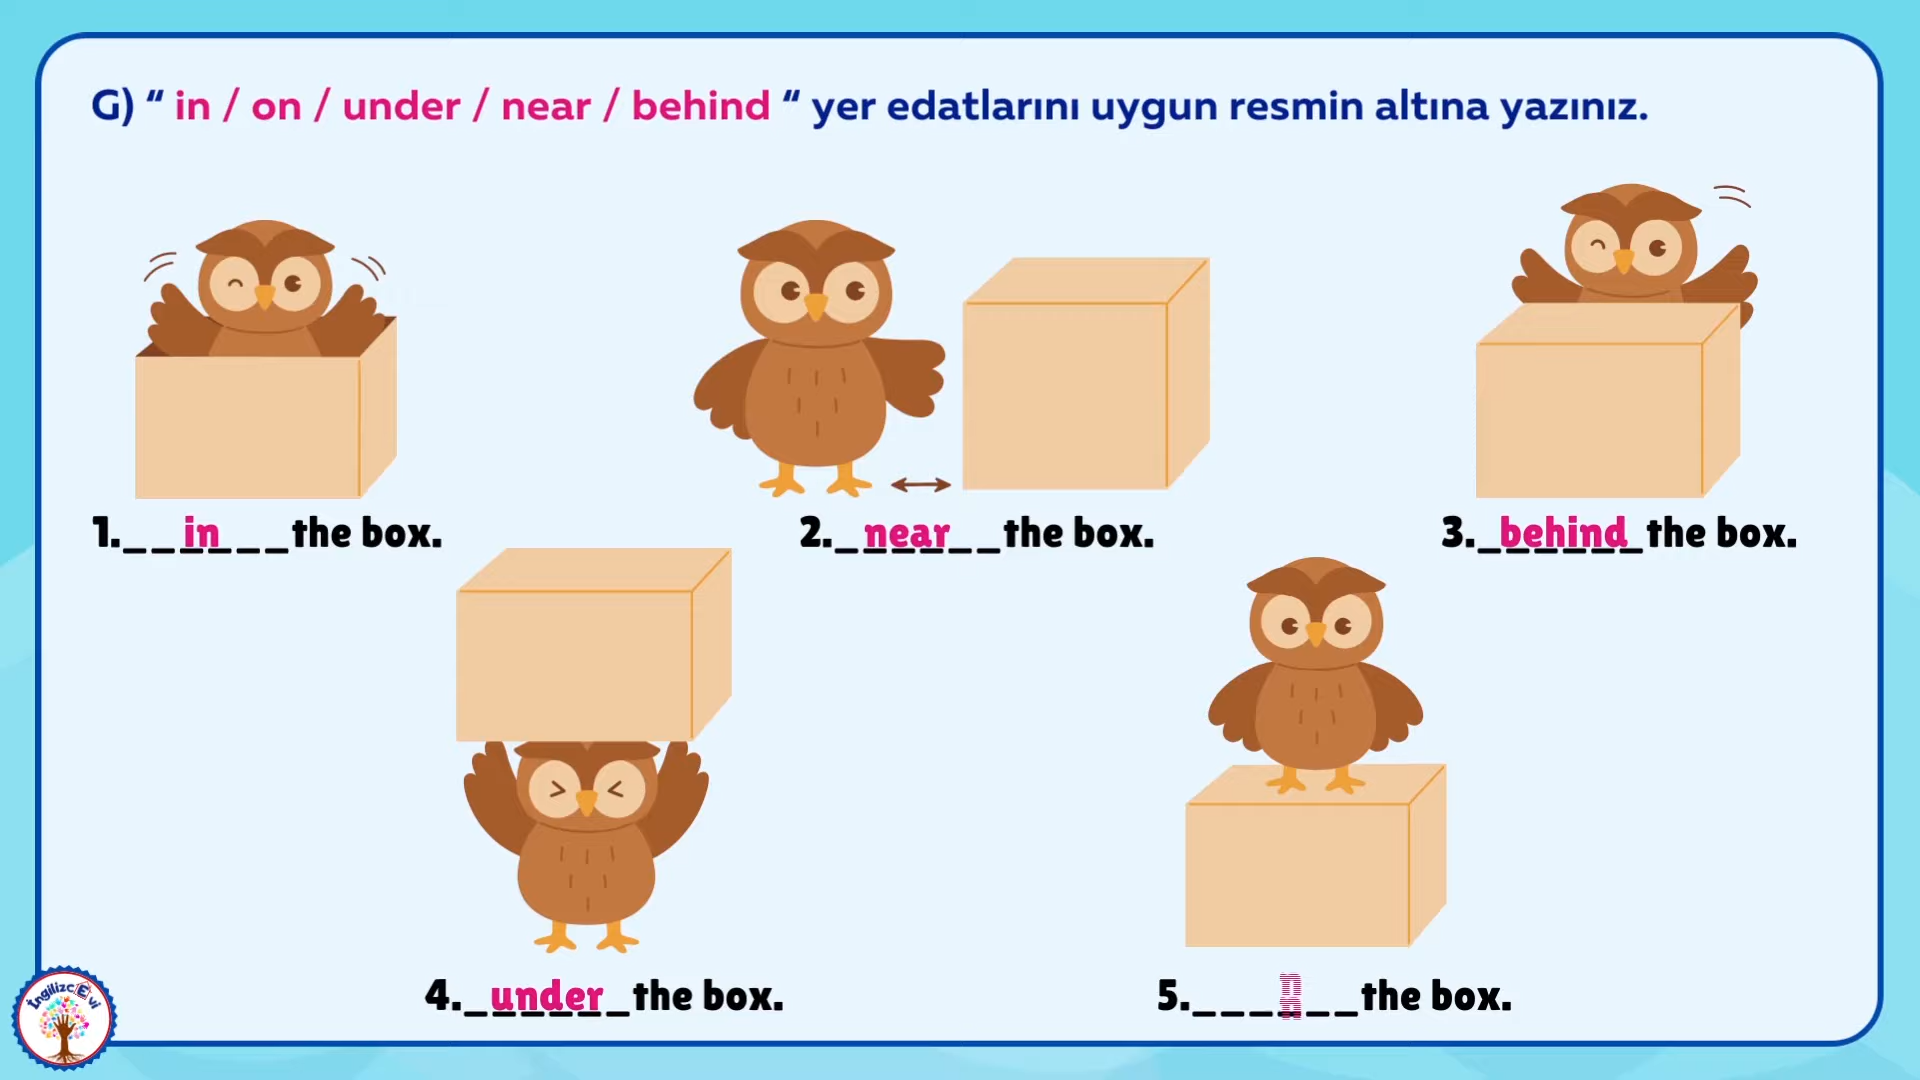 G) “ in / on / under / near / behind “ yer edatlarını uygun resmin altına yazınız.
1.__in___the box.
2._near__the box.
3._behind_the box.
4._under_the box.
5.______the box.
İngilizcEvi